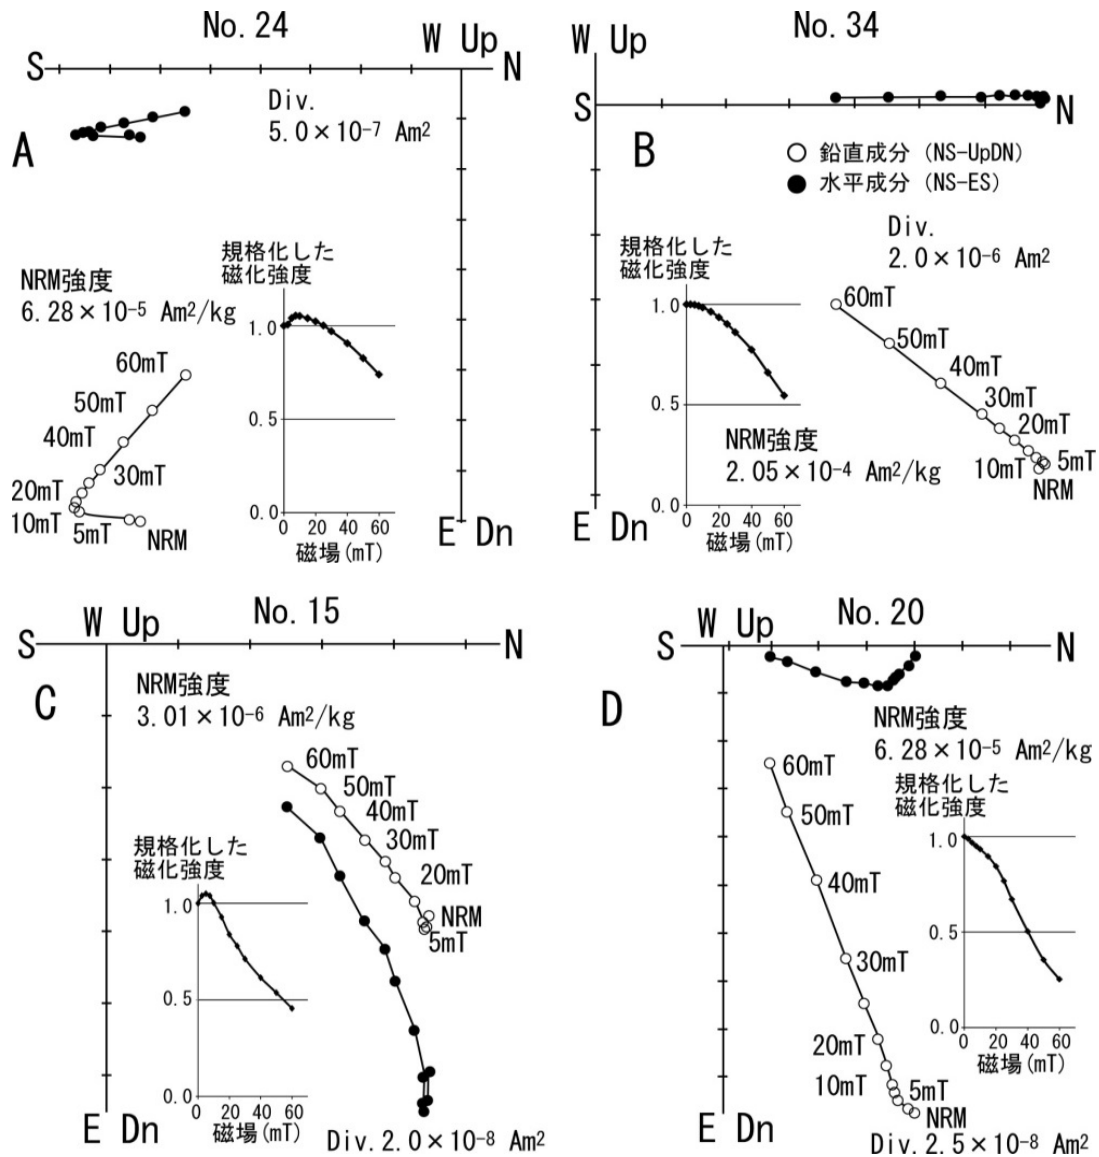 No. 24
W Up
S
N
Div.
5.0×10⁻⁷ Am²
A
NRM強度
6.28×10⁻⁵ Am²/kg
規格化した
磁化強度
1.0
0.5
0.0
0 20 40 60
磁場(mT)
60mT
50mT
40mT
30mT
20mT
10mT
5mT
NRM
E Dn
No. 34
W Up
N
B
○ 鉛直成分 (NS-UpDN)
● 水平成分 (NS-ES)
Div.
2.0×10⁻⁶ Am²
規格化した
磁化強度
1.0
0.5
0.0
0 20 40 60
磁場(mT)
60mT
50mT
40mT
30mT
20mT
10mT
5mT
NRM
NRM強度
2.05×10⁻⁴ Am²/kg
E Dn
No. 15
W Up
S
N
C
NRM強度
3.01×10⁻⁶ Am²/kg
60mT
50mT
40mT
30mT
20mT
NRM
5mT
規格化した
磁化強度
1.0
0.5
0.0
0 20 40 60
磁場(mT)
E Dn
Div. 2.0×10⁻⁸ Am²
No. 20
W Up
S
N
D
NRM強度
6.28×10⁻⁵ Am²/kg
規格化した
磁化強度
1.0
0.5
0.0
0 20 40 60
磁場(mT)
60mT
50mT
40mT
30mT
20mT
10mT
5mT
NRM
E Dn
Div. 2.5×10⁻⁸ Am²